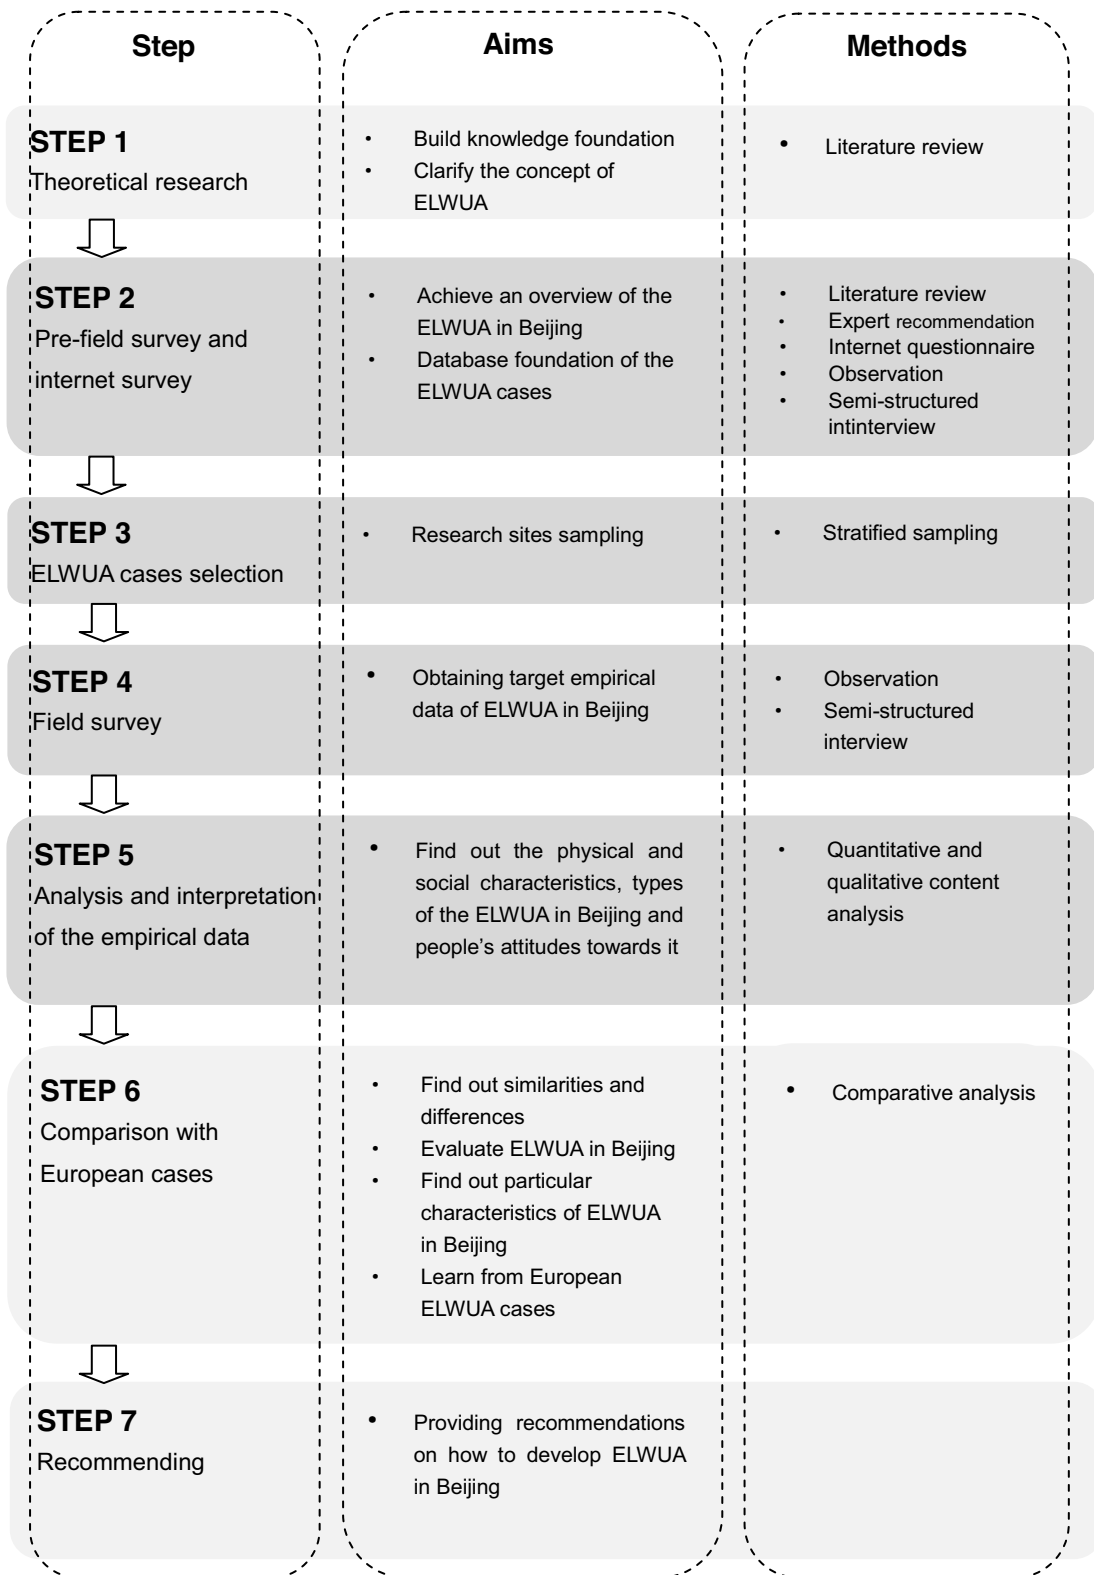 Step
Aims
Methods
STEP 1
Theoretical research
• Build knowledge foundation
• Clarify the concept of
ELWUA
• Literature review
STEP 2
Pre-field survey and
internet survey
• Achieve an overview of the
ELWUA in Beijing
• Database foundation of the
ELWUA cases
• Literature review
• Expert recommendation
• Internet questionnaire
• Observation
• Semi-structured
intinterview
STEP 3
ELWUA cases selection
• Research sites sampling
• Stratified sampling
STEP 4
Field survey
• Obtaining target empirical
data of ELWUA in Beijing
• Observation
• Semi-structured
interview
STEP 5
Analysis and interpretation
of the empirical data
• Find out the physical and
social characteristics, types
of the ELWUA in Beijing and
people's attitudes towards it
• Quantitative and
qualitative content
analysis
STEP 6
Comparison with
European cases
• Find out similarities and
differences
• Evaluate ELWUA in Beijing
• Find out particular
characteristics of ELWUA
in Beijing
• Learn from European
ELWUA cases
• Comparative analysis
STEP 7
Recommending
• Providing recommendations
on how to develop ELWUA
in Beijing